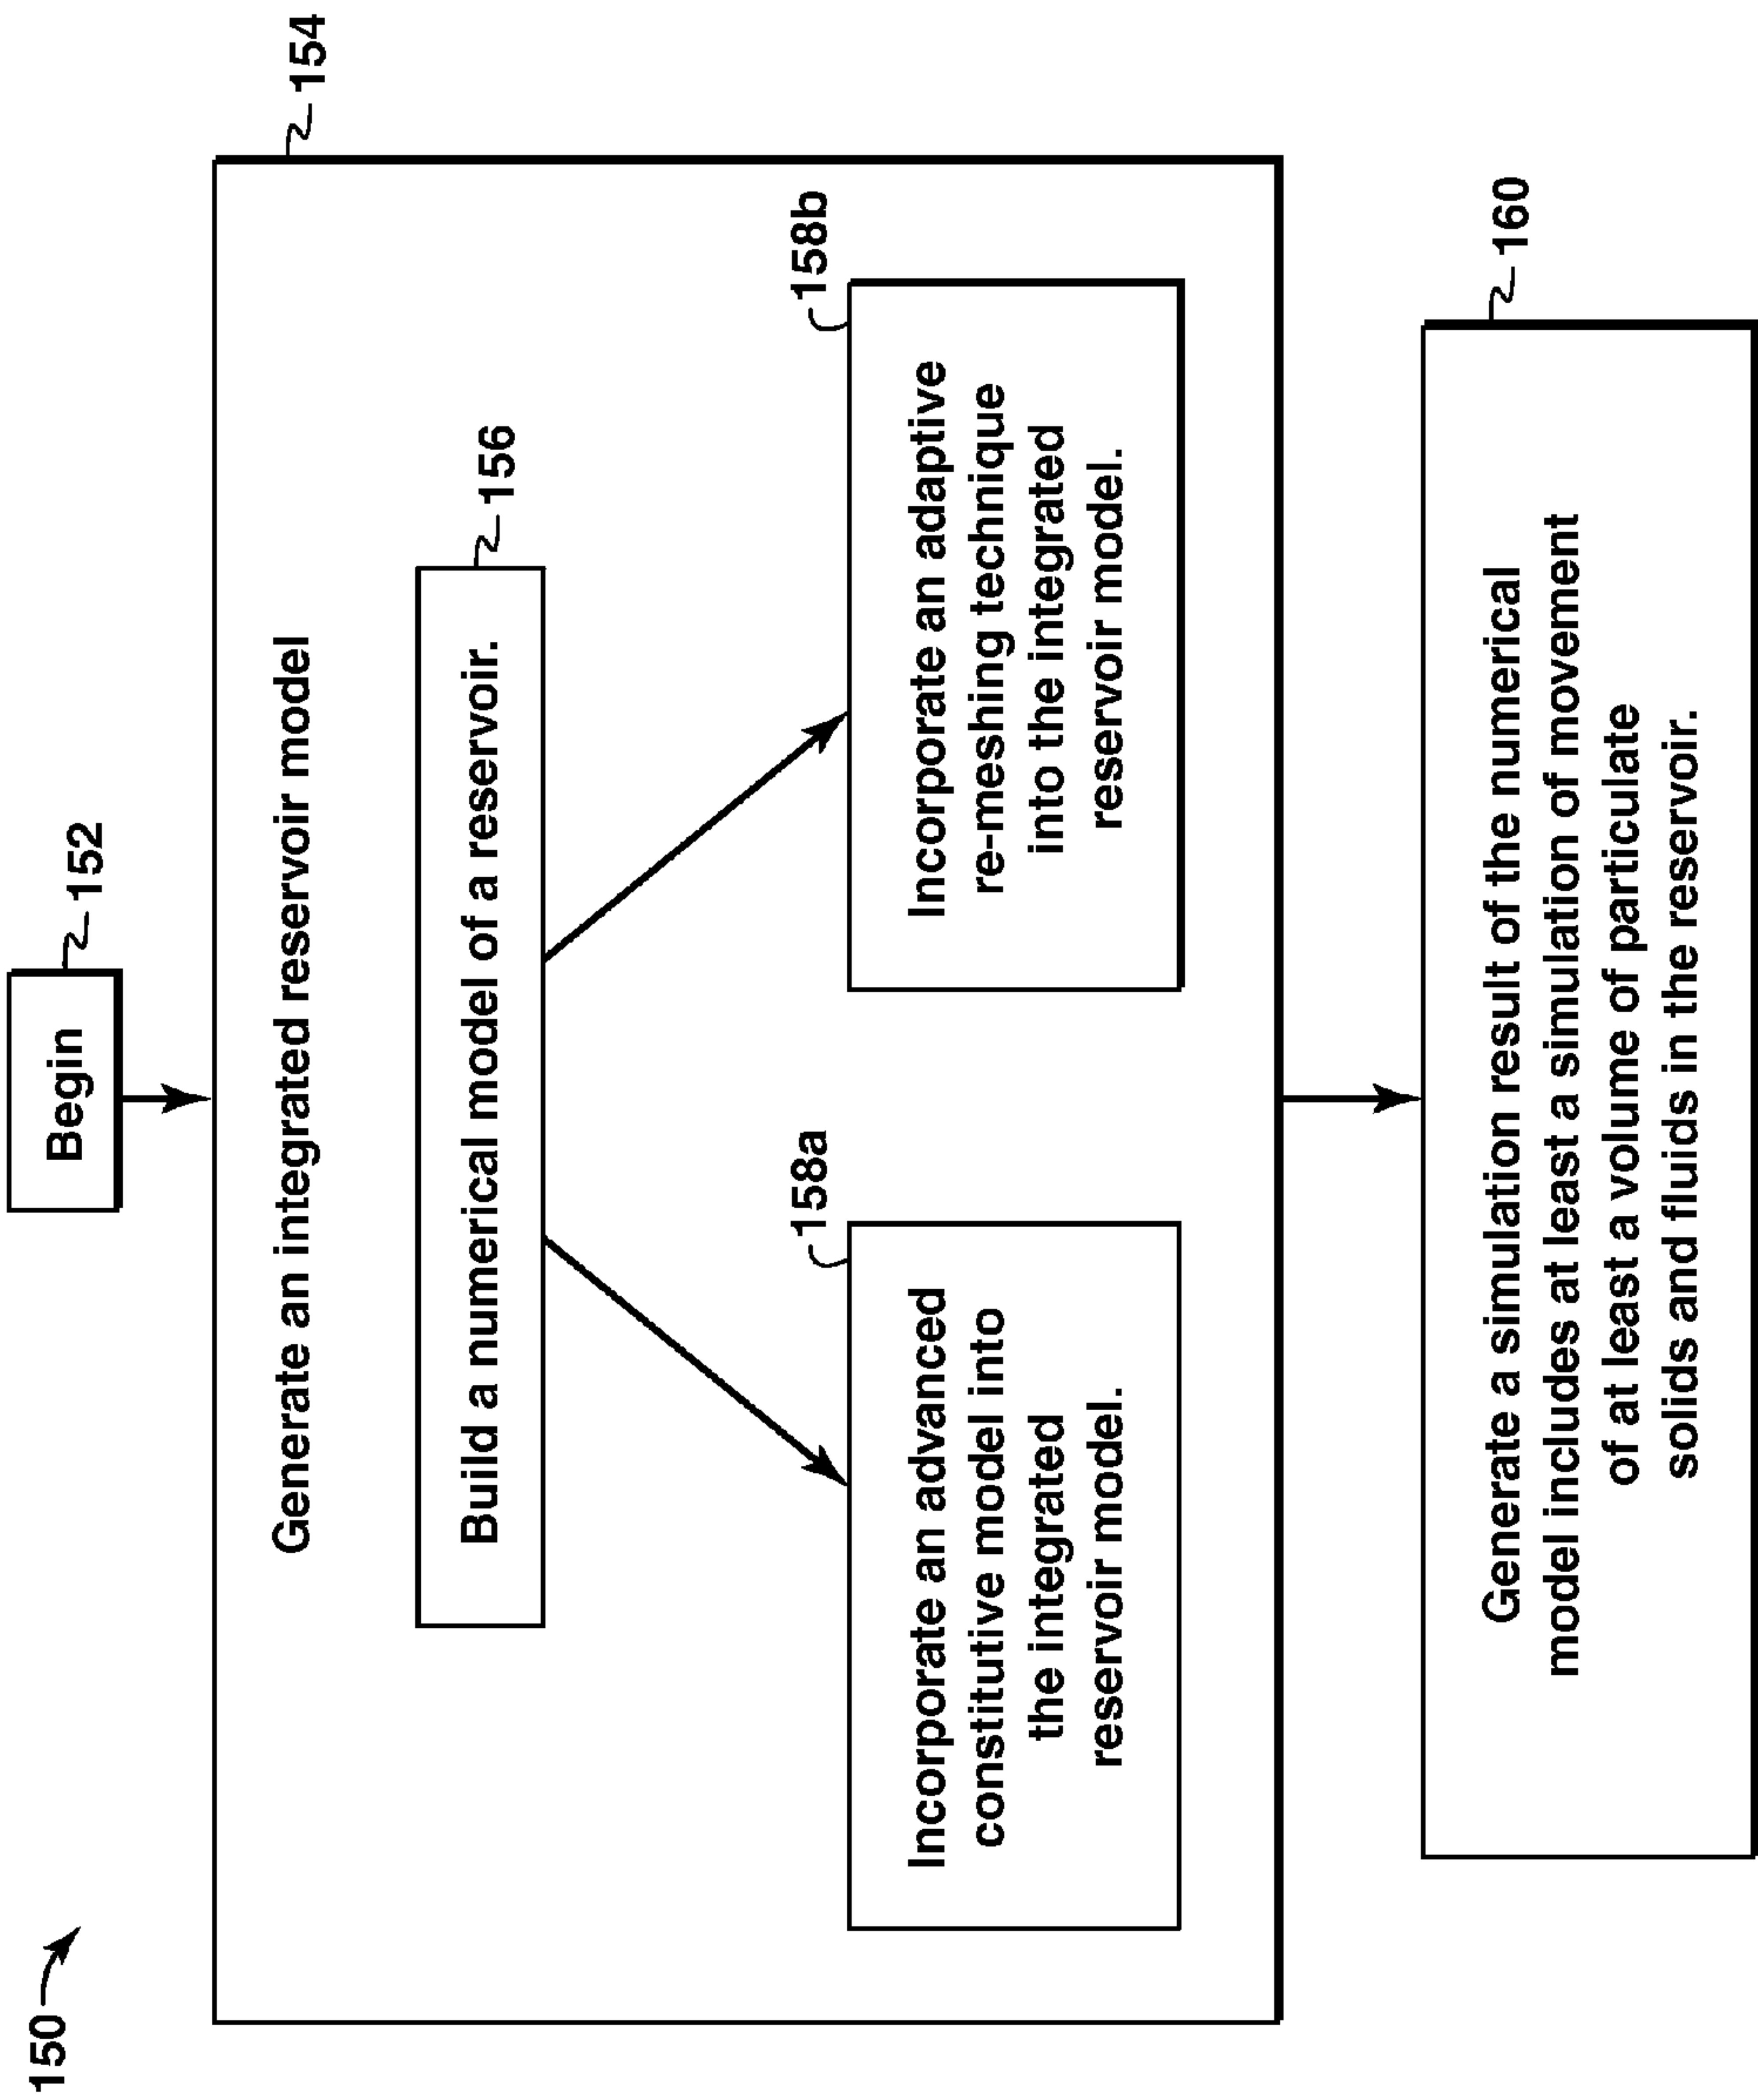 150
Begin
152
154
Generate an integrated reservoir model
156
Build a numerical model of a reservoir.
158a
Incorporate an advanced
constitutive model into
the integrated
reservoir model.
158b
Incorporate an adaptive
re-meshing technique
into the integrated
reservoir model.
160
Generate a simulation result of the numerical
model includes at least a simulation of movement
of at least a volume of particulate
solids and fluids in the reservoir.